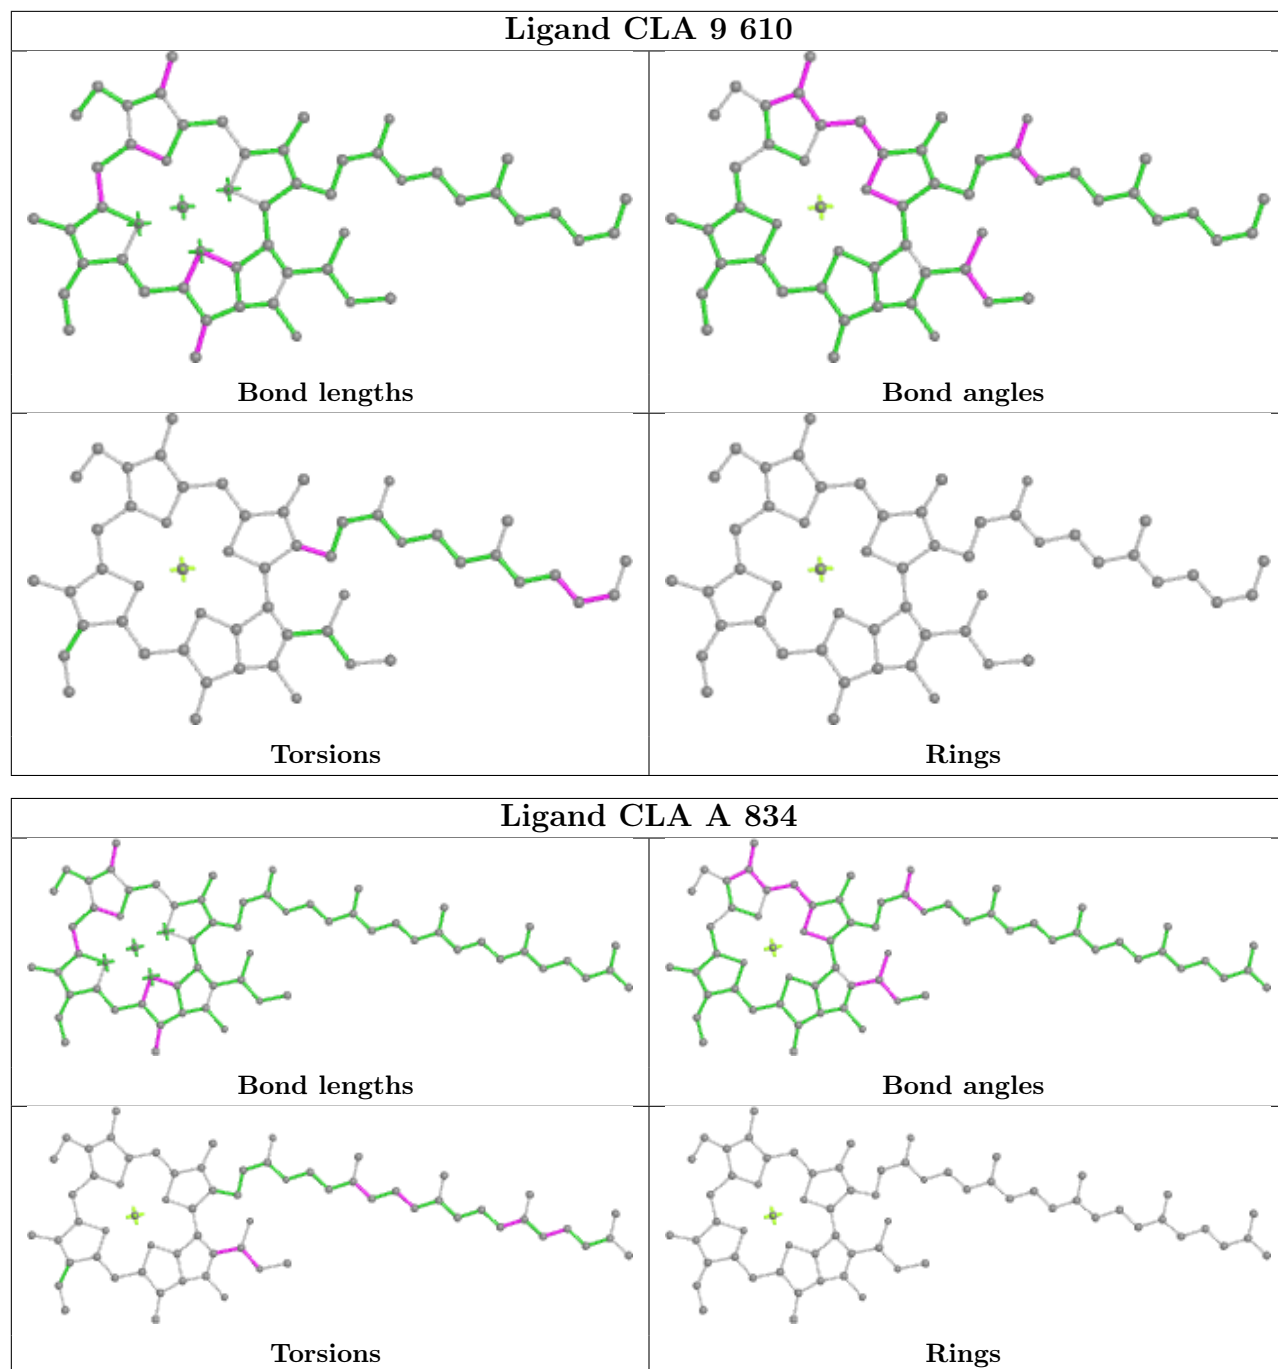 Ligand CLA 9 610
Bond lengths
Bond angles
Torsions
Rings
Ligand CLA A 834
Bond lengths
Bond angles
Torsions
Rings